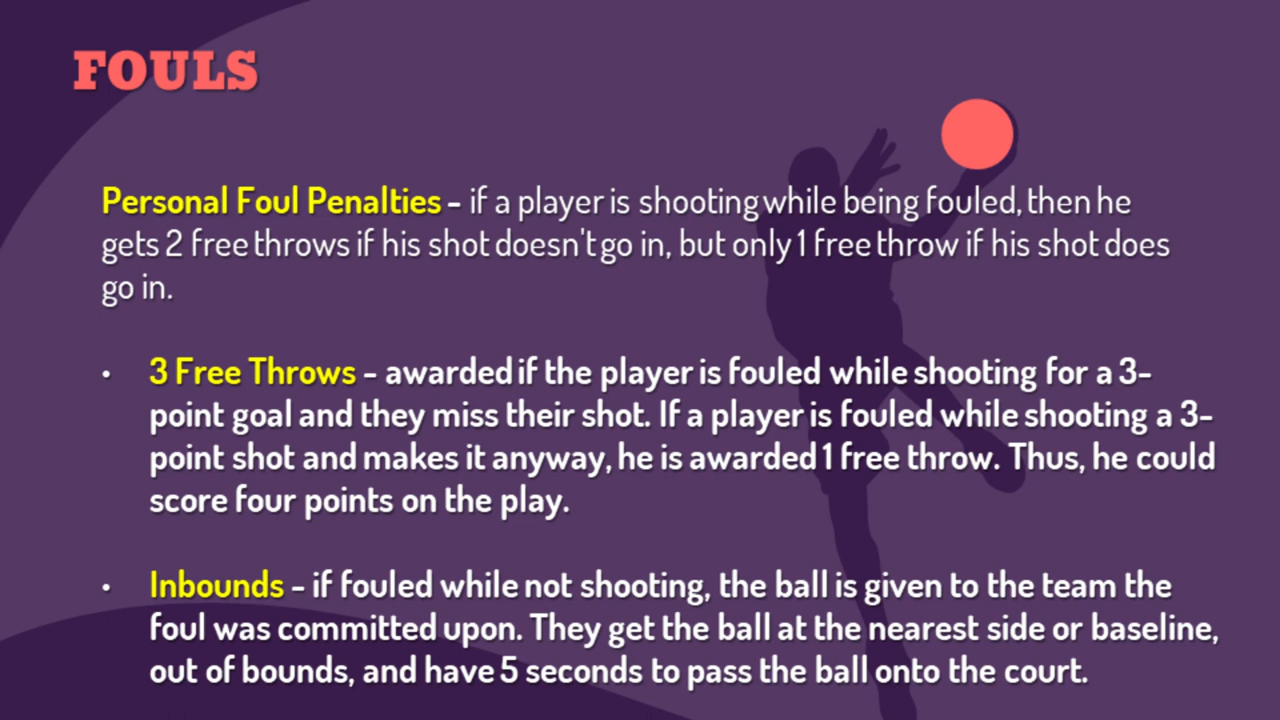 FOULS
Personal Foul Penalties - if a player is shooting while being fouled, then he
gets 2 free throws if his shot doesn't go in, but only 1 free throw if his shot does
go in.
• 3 Free Throws - awarded if the player is fouled while shooting for a 3-
point goal and they miss their shot. If a player is fouled while shooting a 3-
point shot and makes it anyway, he is awarded 1 free throw. Thus, he could
score four points on the play.
• Inbounds - if fouled while not shooting, the ball is given to the team the
foul was committed upon. They get the ball at the nearest side or baseline,
out of bounds, and have 5 seconds to pass the ball onto the court.